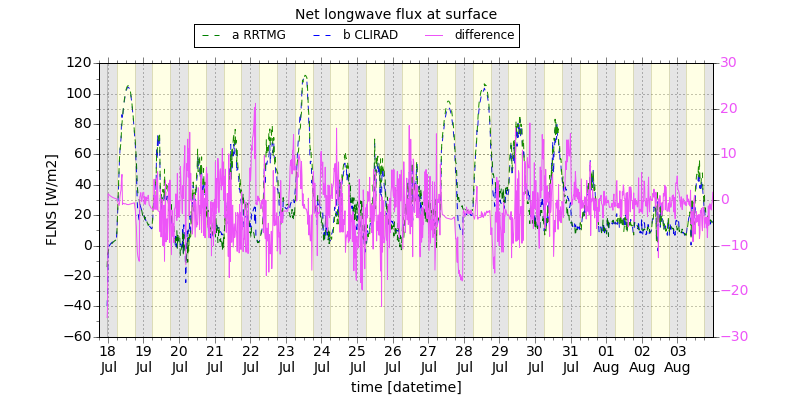 Net longwave flux at surface
a RRTMG b CLIRAD difference
120 30
100 20
80
60 10
40
20 0
0 −10
−20 −20
−40
−60 −30
FLNS [W/m2]
18 19 20 21 22 23 24 25 26 27 28 29 30 31 01 02 03
Jul Jul Jul Jul Jul Jul Jul Jul Jul Jul Jul Jul Jul Jul Aug Aug Aug
time [datetime]